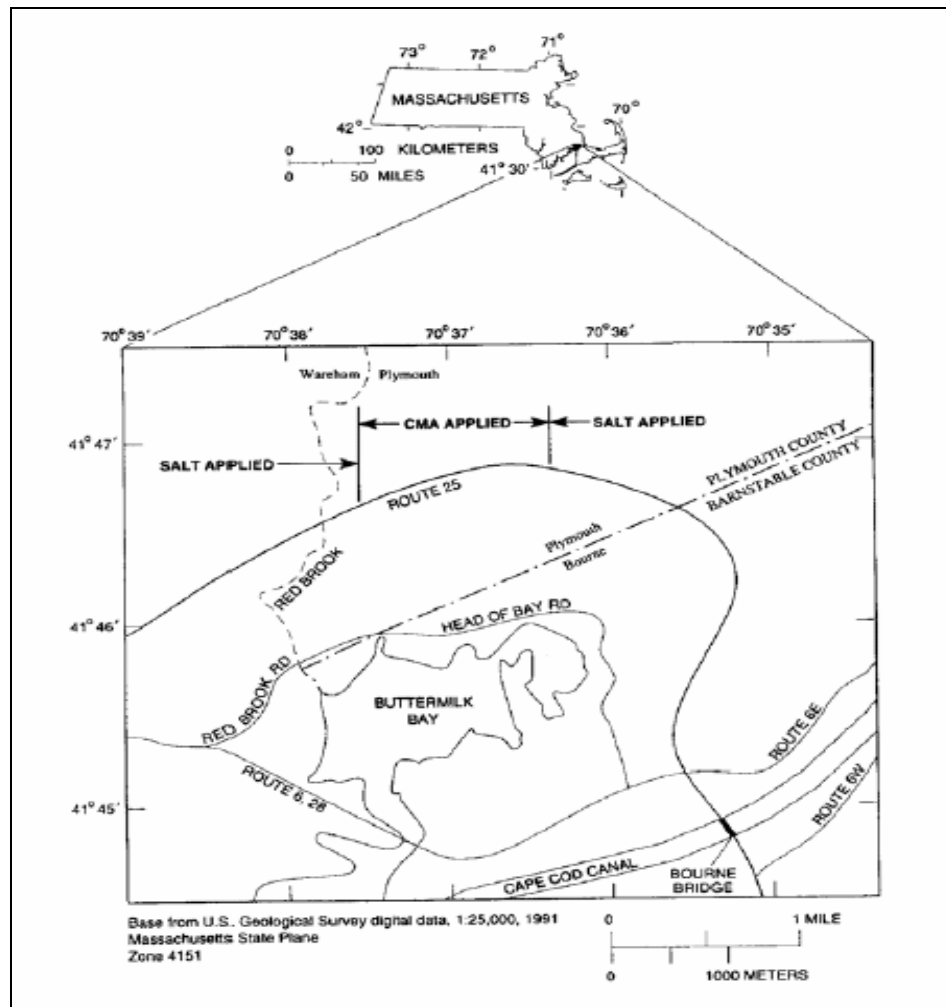 73°
72°
71°
70°
MASSACHUSETTS
42°
0 100 KILOMETERS
0 50 MILES
41° 30'
70° 39'
70° 38'
70° 37'
70° 36'
70° 35'
Wareham Plymouth
CMA APPLIED
SALT APPLIED
SALT APPLIED
41° 47'
PLYMOUTH COUNTY
BARNSTABLE COUNTY
ROUTE 25
Plymouth
Bourne
RED BROOK
HEAD OF BAY RD
41° 46'
RED BROOK RD
BUTTERMILK
BAY
ROUTE 6E
ROUTE 6, 28
ROUTE 6W
41° 45'
CAPE COD CANAL
BOURNE
BRIDGE
Base from U.S. Geological Survey digital data, 1:25,000, 1991
Massachusetts State Plane
Zone 4151
0 1 MILE
0 1000 METERS